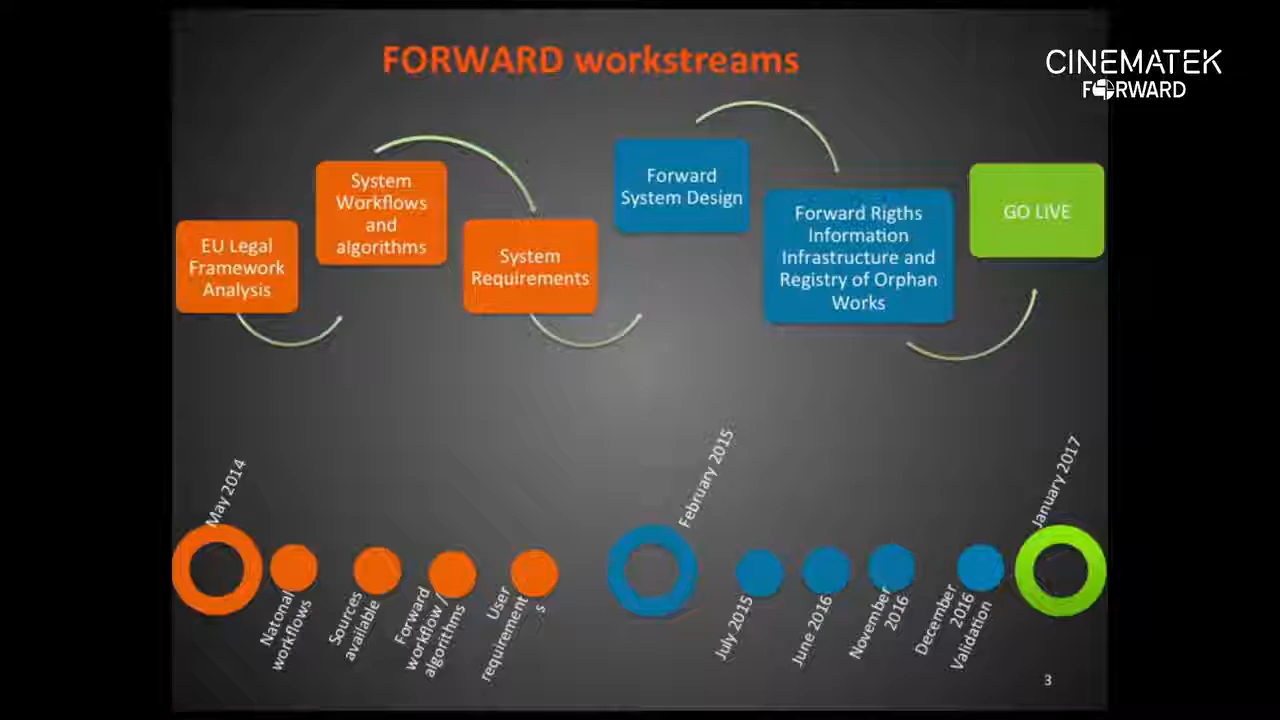 FORWARD workstreams
CINEMATEK
FORWARD
EU Legal
Framework
Analysis
System
Workflows
and
algorithms
System
Requirements
Forward
System Design
Forward Rigths
Information
Infrastructure and
Registry of Orphan
Works
GO LIVE
May 2014
February 2015
January 2017
Natonal
workflows
Sources
available
Forward
workflow /
algorithms
User
requirement
s
July 2015
June 2016
November
2016
December
2016
Validation
3